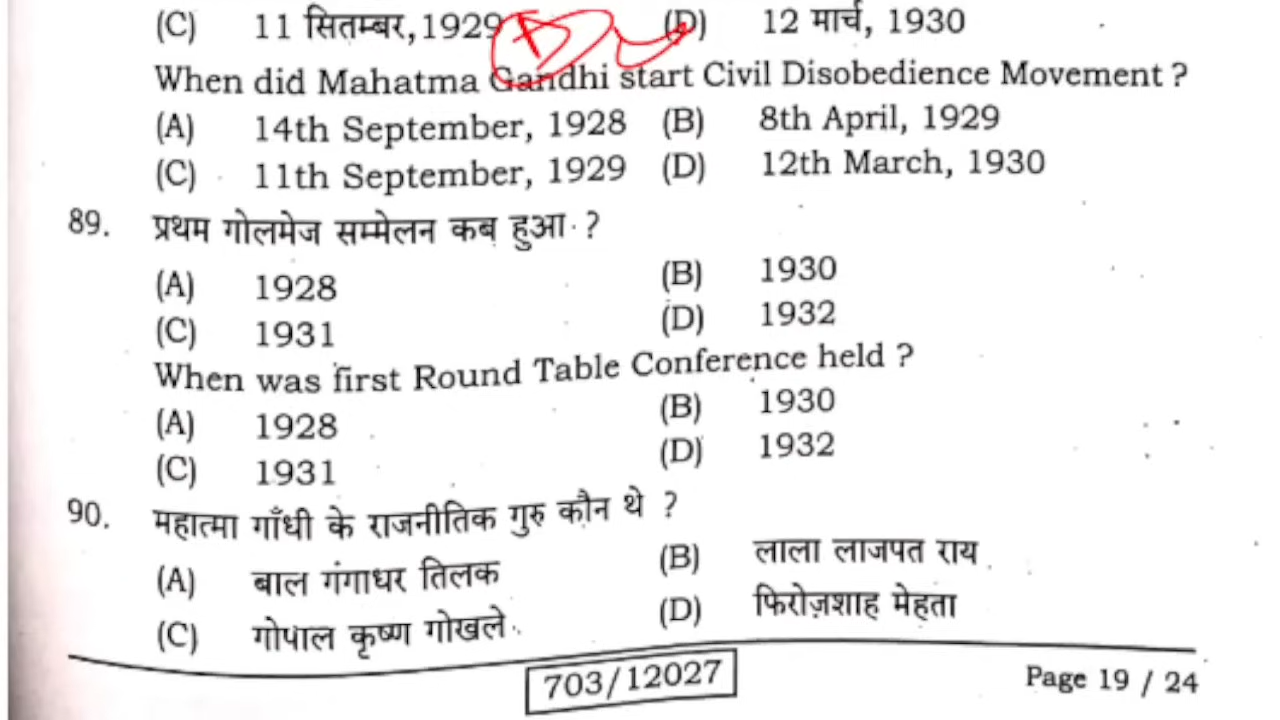 (C) 11 सितम्बर,1929 (D) 12 मार्च, 1930
When did Mahatma Gandhi start Civil Disobedience Movement ?
(A) 14th September, 1928 (B) 8th April, 1929
(C) 11th September, 1929 (D) 12th March, 1930
89. प्रथम गोलमेज सम्मेलन कब हुआ ?
(A) 1928 (B) 1930
(C) 1931 (D) 1932
When was first Round Table Conference held ?
(A) 1928 (B) 1930
(C) 1931 (D) 1932
90. महात्मा गाँधी के राजनीतिक गुरु कौन थे ?
(A) बाल गंगाधर तिलक (B) लाला लाजपत राय
(C) गोपाल कृष्ण गोखले (D) फिरोज़शाह मेहता
703/12027 Page 19 / 24